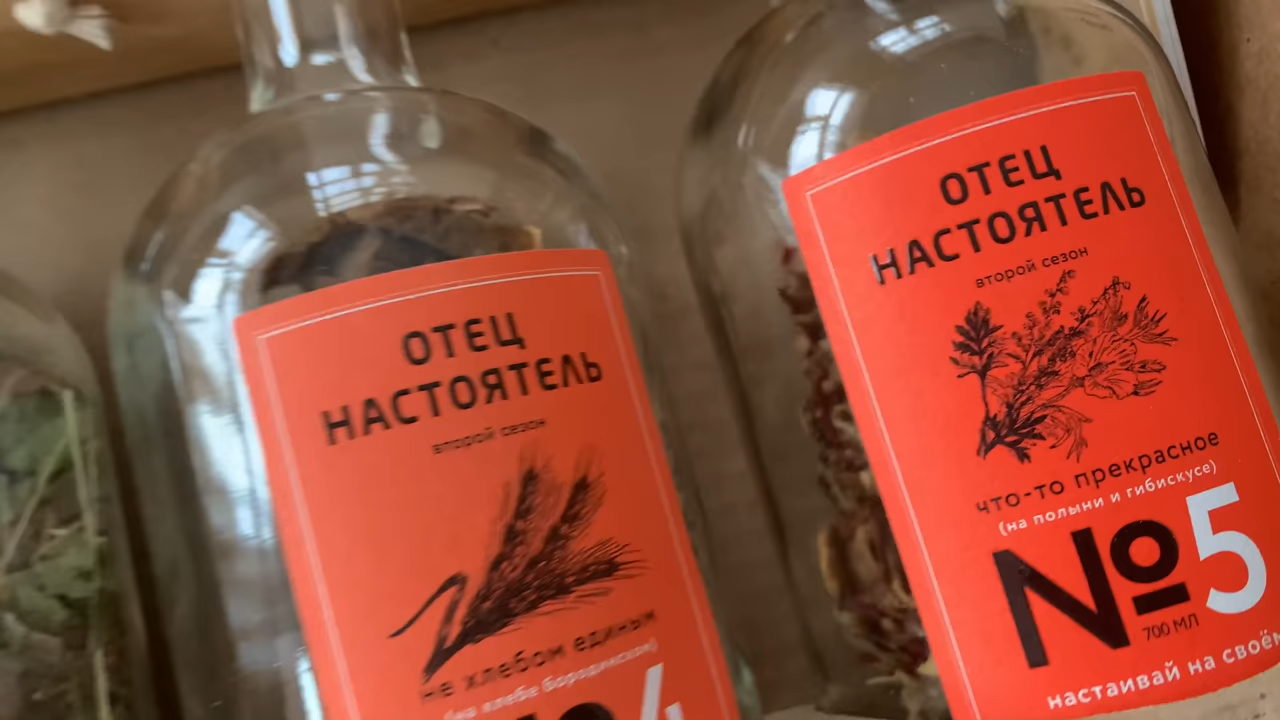 ОТЕЦ
НАСТОЯТЕЛЬ
второй сезон
не хлебом единым
(на хлебе бородинском)
№4
ОТЕЦ
НАСТОЯТЕЛЬ
второй сезон
что-то прекрасное
(на полыни и гибискусе)
№5
700 МЛ
настаивай на своём